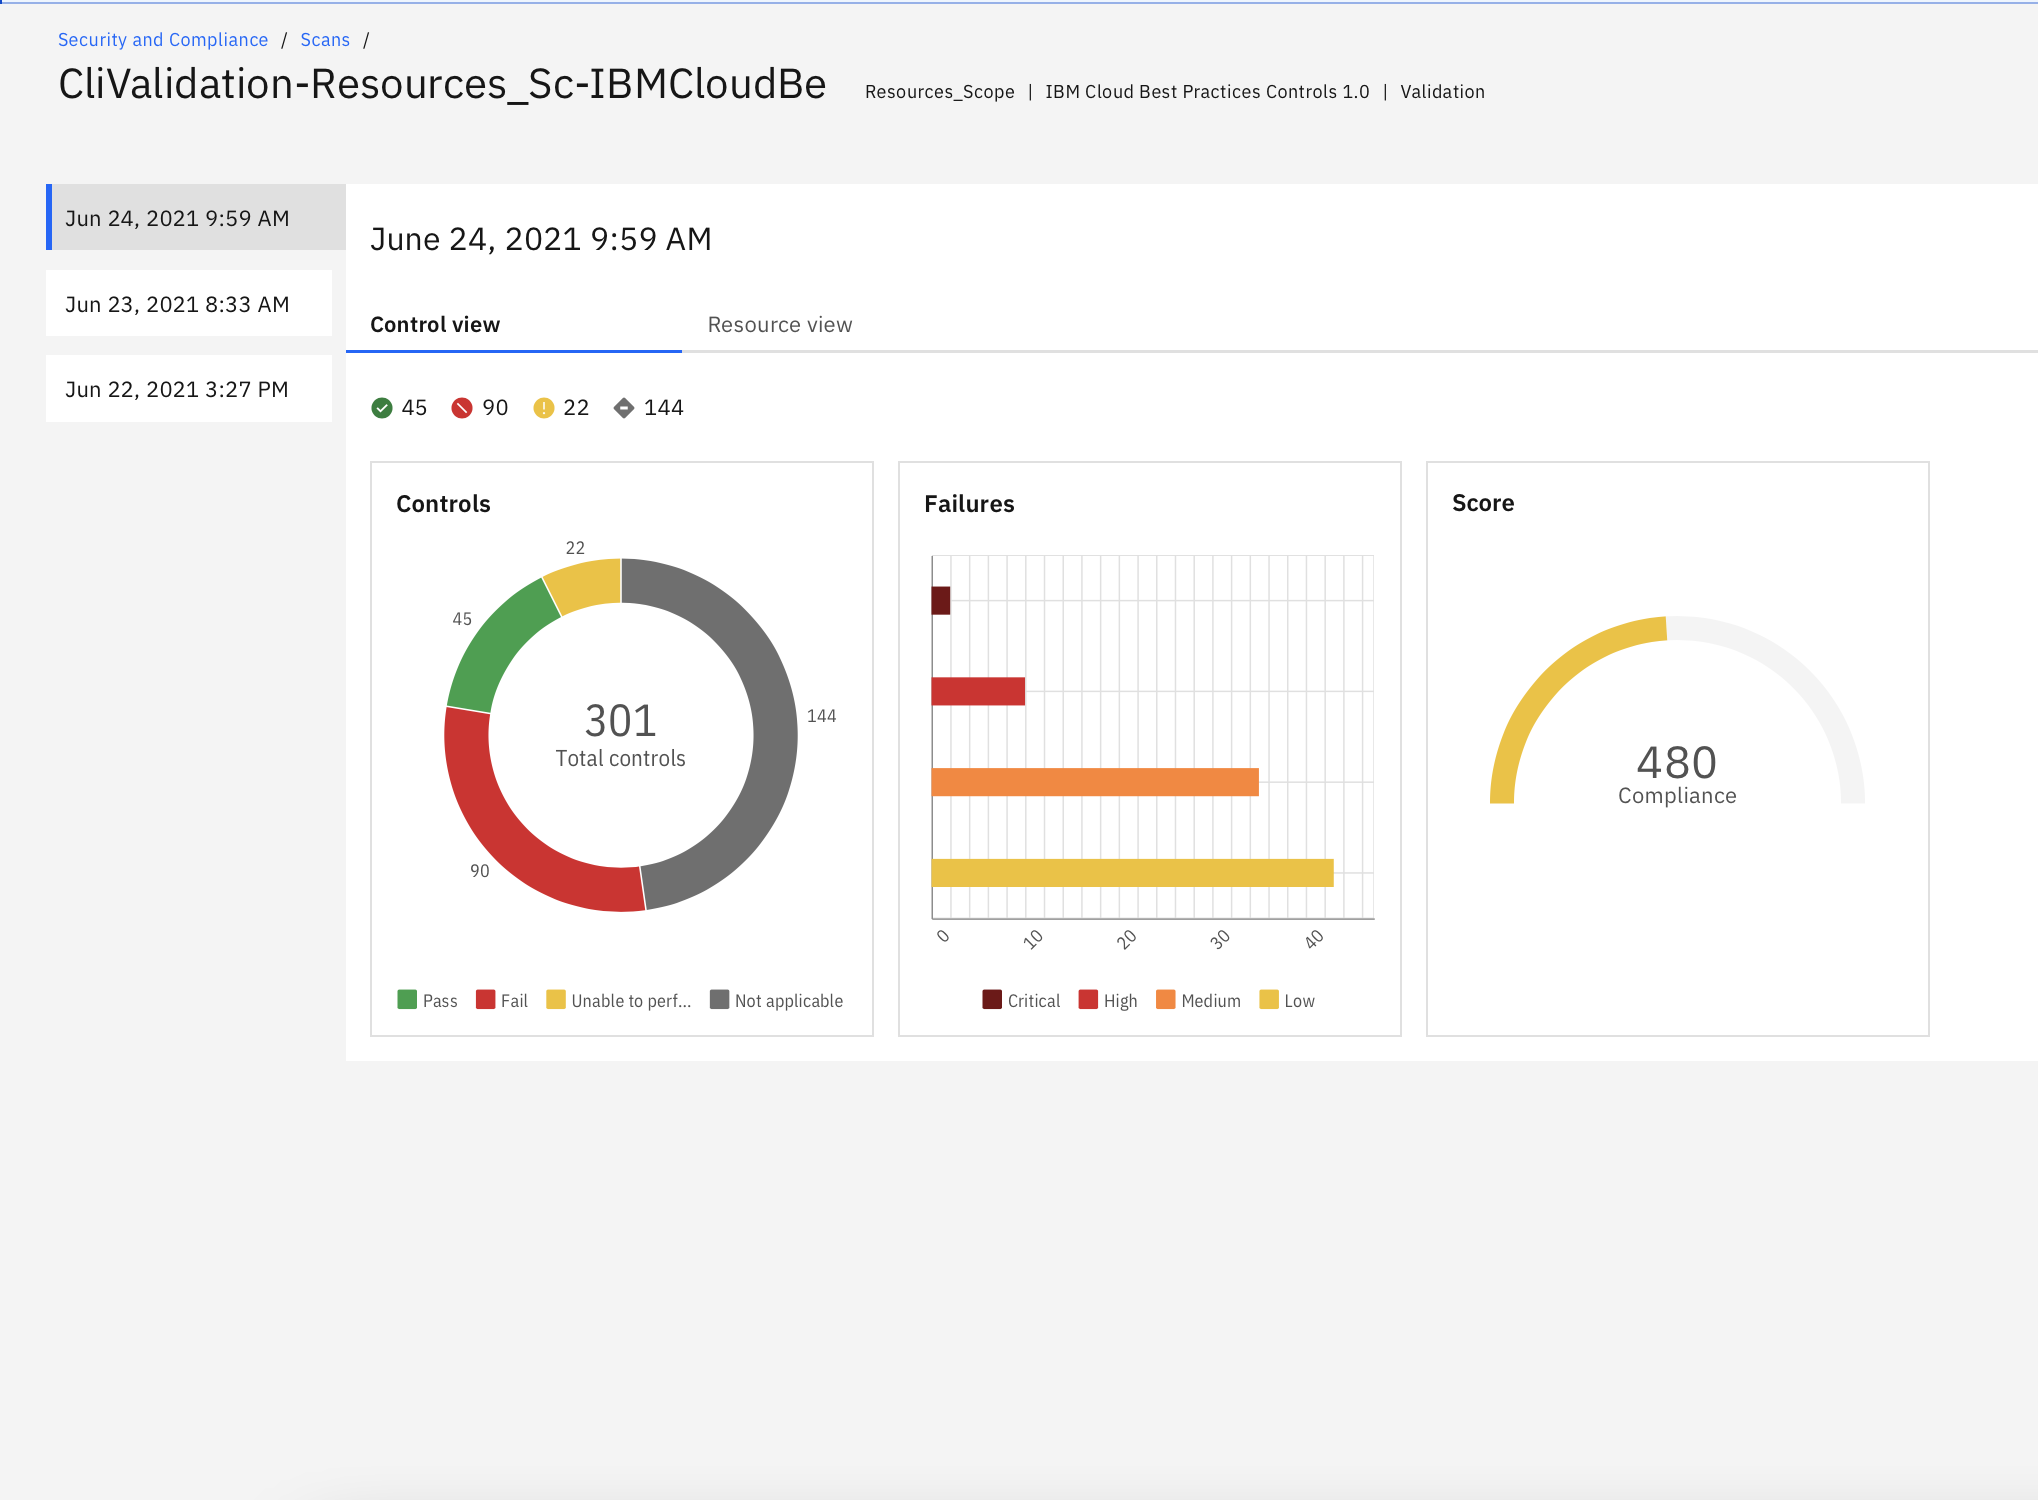 Security and Compliance / Scans /
CliValidation-Resources_Sc-IBMCloudBe
Resources_Scope | IBM Cloud Best Practices Controls 1.0 | Validation
Jun 24, 2021 9:59 AM
Jun 23, 2021 8:33 AM
Jun 22, 2021 3:27 PM
June 24, 2021 9:59 AM
Control view
Resource view
45 90 22 144
Controls
22
45
144
90
301
Total controls
Pass Fail Unable to perf... Not applicable
Failures
0 10 20 30 40
Critical High Medium Low
Score
480
Compliance